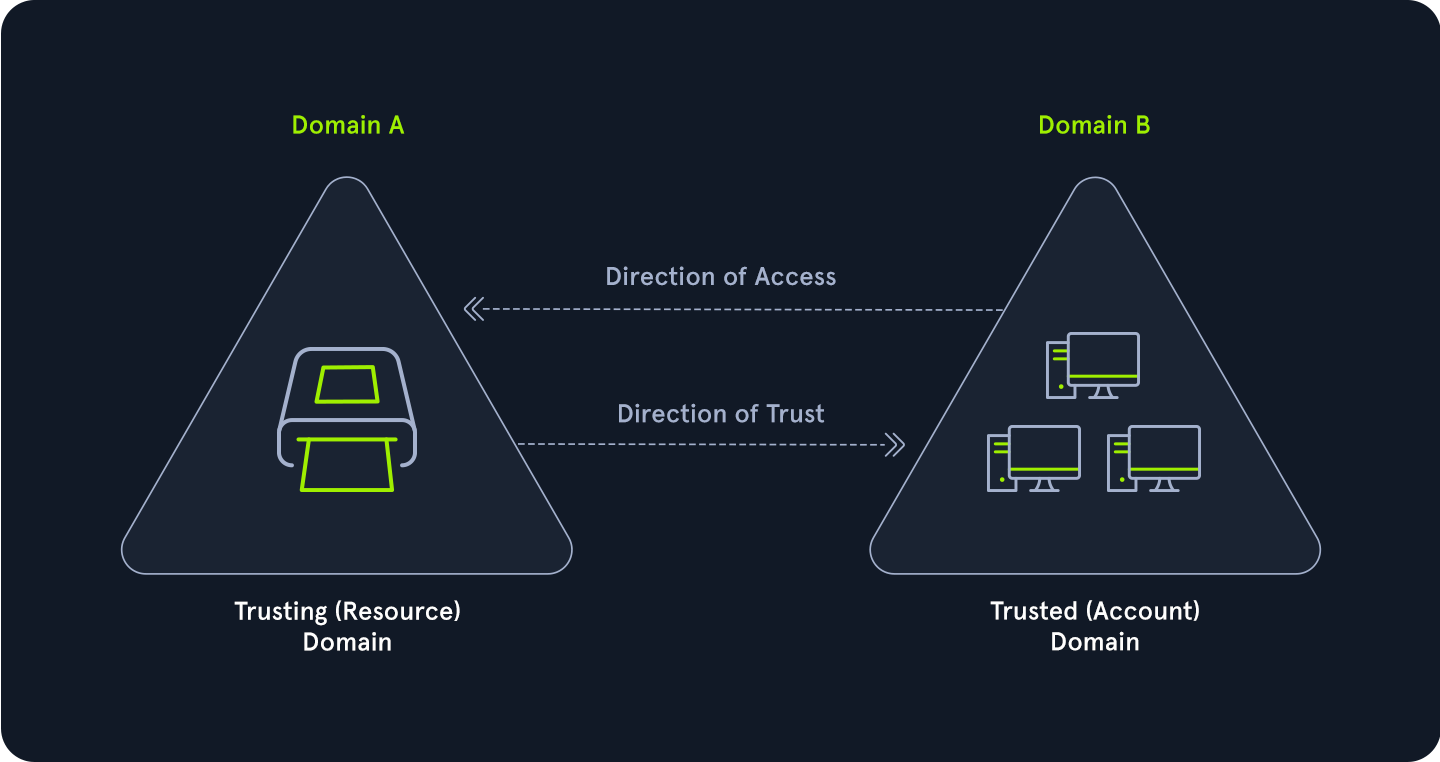 Domain A
Domain B
Direction of Access
Direction of Trust
Trusting (Resource)
Domain
Trusted (Account)
Domain